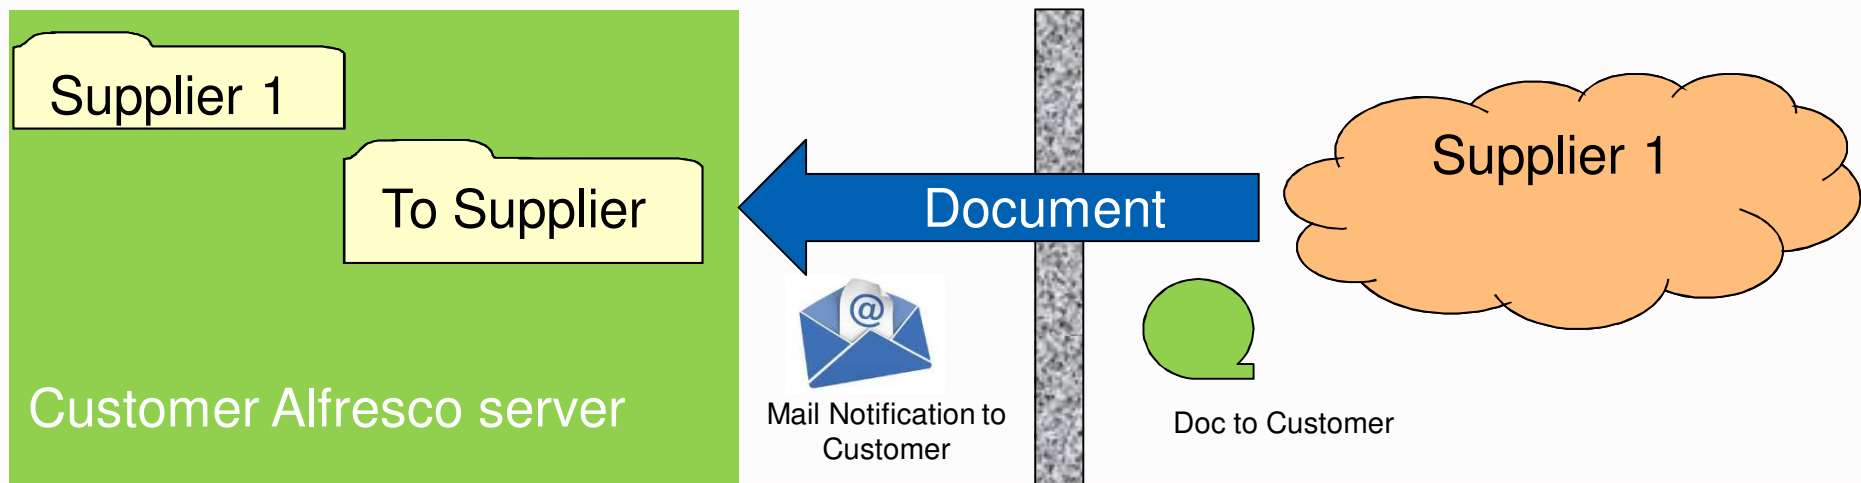 Supplier 1
To Supplier
Customer Alfresco server
Document
@
Mail Notification to
Customer
Doc to Customer
Supplier 1